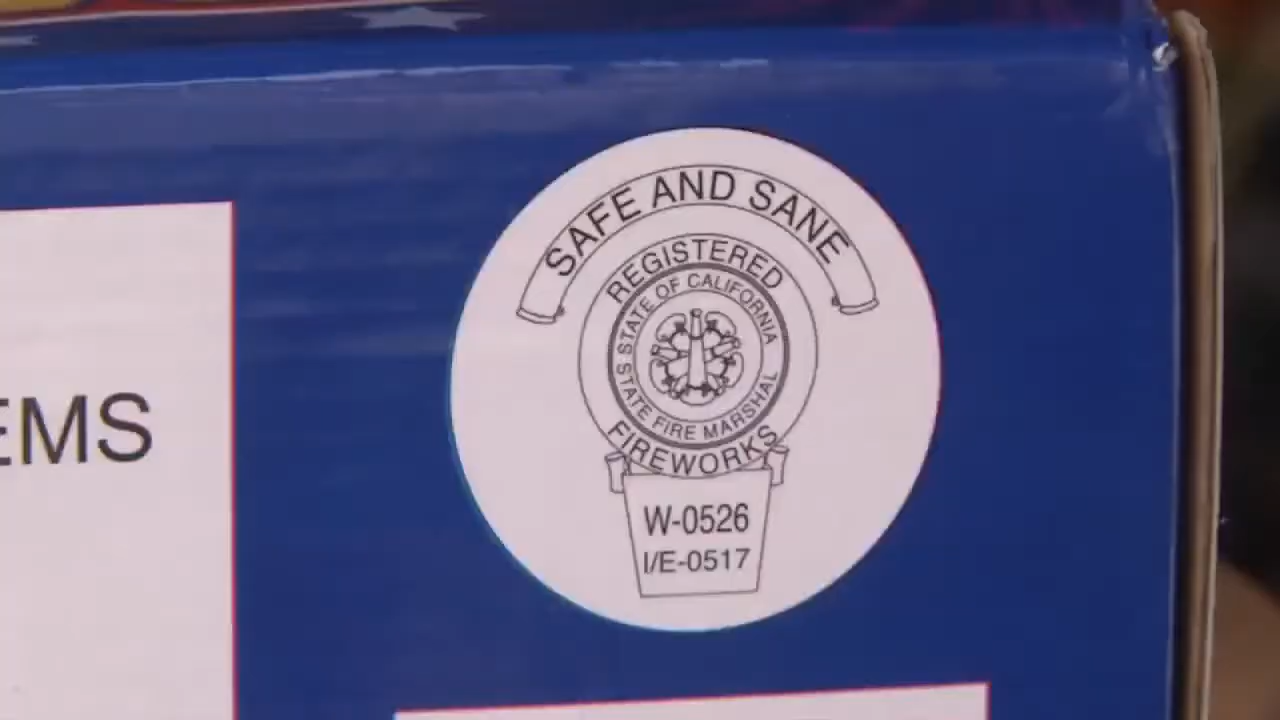 SAFE AND SANE
REGISTERED
STATE OF CALIFORNIA
STATE FIRE MARSHAL
FIREWORKS
W-0526
I/E-0517
EMS